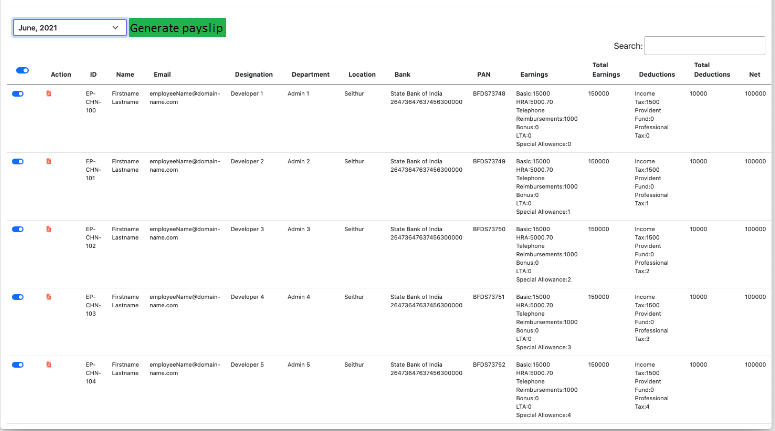 June, 2021
Generate payslip
Search:
Action ID Name Email Designation Department Location Bank PAN Earnings Total Earnings Deductions Total Deductions Net
EP-CHN-100 Firstname Lastname employeeName@domain-name.com Developer 1 Admin 1 Seithur State Bank of India 26473647637456300000 BFDS73748 Basic:15000 HRA:5000.70 Telephone Reimbursements:1000 Bonus:0 LTA:0 Special Allowance:0 150000 Income Tax:1500 Provident Fund:0 Professional Tax:0 10000 100000
EP-CHN-101 Firstname Lastname employeeName@domain-name.com Developer 2 Admin 2 Seithur State Bank of India 26473647637456300000 BFDS73749 Basic:15000 HRA:5000.70 Telephone Reimbursements:1000 Bonus:0 LTA:0 Special Allowance:1 150000 Income Tax:1500 Provident Fund:0 Professional Tax:1 10000 100000
EP-CHN-102 Firstname Lastname employeeName@domain-name.com Developer 3 Admin 3 Seithur State Bank of India 26473647637456300000 BFDS73750 Basic:15000 HRA:5000.70 Telephone Reimbursements:1000 Bonus:0 LTA:0 Special Allowance:2 150000 Income Tax:1500 Provident Fund:0 Professional Tax:2 10000 100000
EP-CHN-103 Firstname Lastname employeeName@domain-name.com Developer 4 Admin 4 Seithur State Bank of India 26473647637456300000 BFDS73751 Basic:15000 HRA:5000.70 Telephone Reimbursements:1000 Bonus:0 LTA:0 Special Allowance:3 150000 Income Tax:1500 Provident Fund:0 Professional Tax:3 10000 100000
EP-CHN-104 Firstname Lastname employeeName@domain-name.com Developer 5 Admin 5 Seithur State Bank of India 26473647637456300000 BFDS73752 Basic:15000 HRA:5000.70 Telephone Reimbursements:1000 Bonus:0 LTA:0 Special Allowance:4 150000 Income Tax:1500 Provident Fund:0 Professional Tax:4 10000 100000